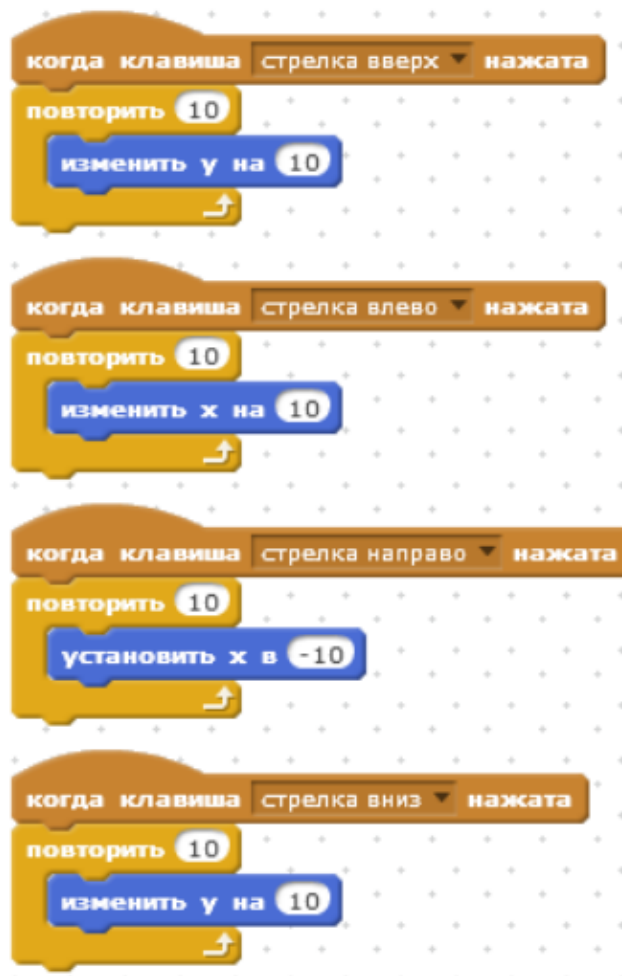 когда клавиша стрелка вверх нажата
повторить 10
изменить y на 10
когда клавиша стрелка влево нажата
повторить 10
изменить x на 10
когда клавиша стрелка направо нажата
повторить 10
установить x в -10
когда клавиша стрелка вниз нажата
повторить 10
изменить y на 10